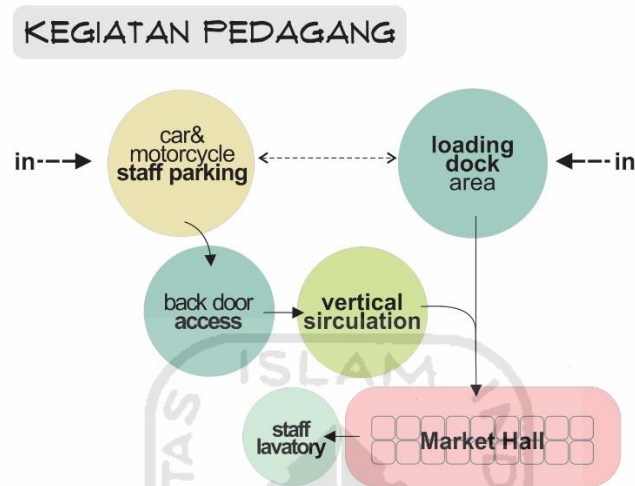 KEGIATAN PEDAGANG
in
car&
motorcycle
staff parking
loading
dock
area
in
back door
access
vertical
sirculation
ISLAM
staff
lavatory
Market Hall